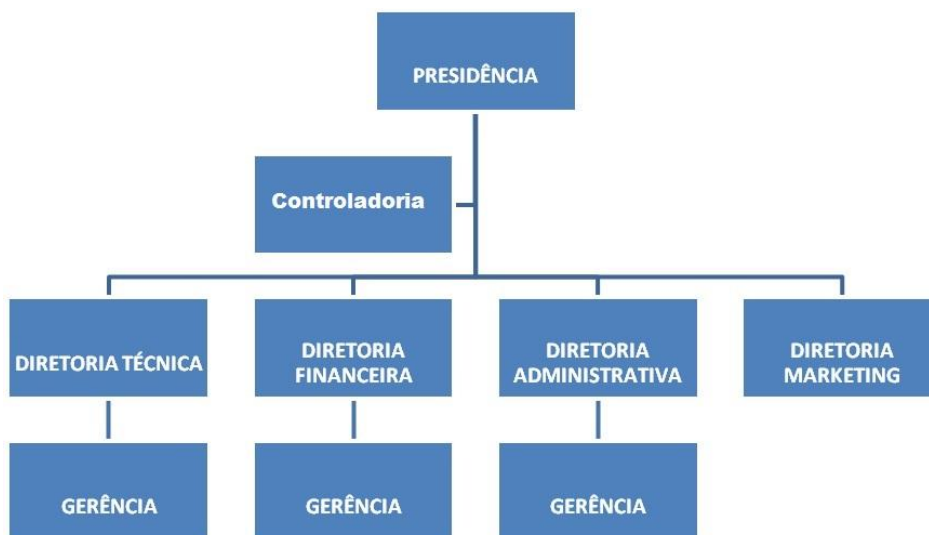 PRESIDÊNCIA
Controladoria
DIRETORIA TÉCNICA
DIRETORIA
FINANCEIRA
DIRETORIA
ADMINISTRATIVA
DIRETORIA
MARKETING
GERÊNCIA
GERÊNCIA
GERÊNCIA